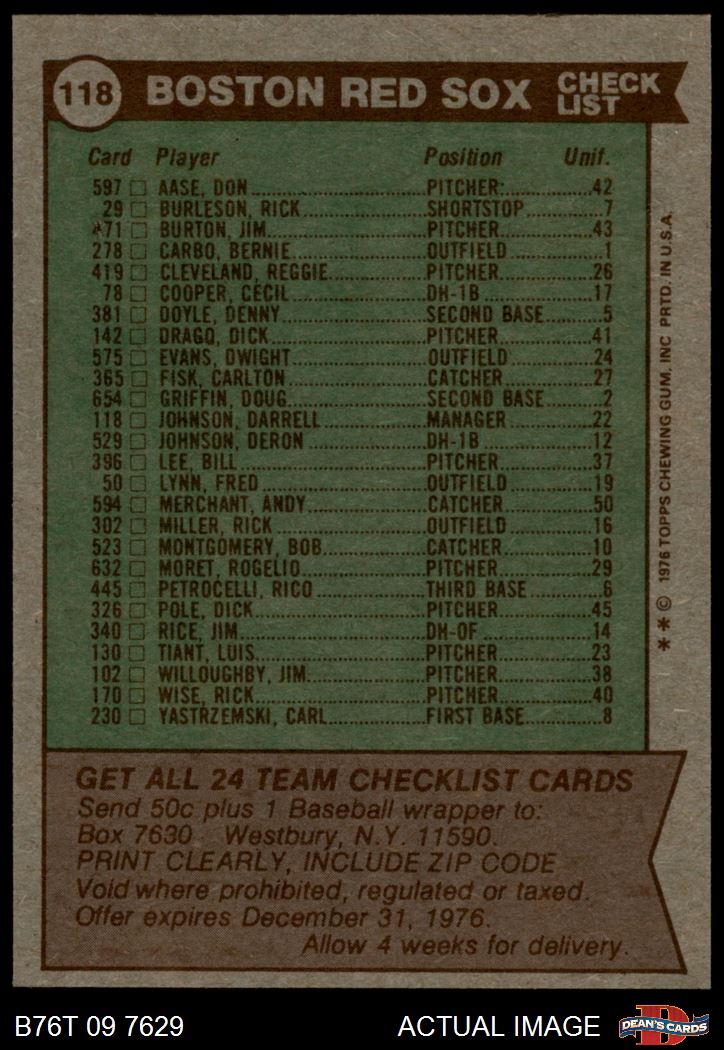 118 BOSTON RED SOX CHECK LIST
Card Player Position Unif.
597 AASE, DON PITCHER 42
29 BURLESON, RICK SHORTSTOP 7
471 BURTON, JIM PITCHER 43
278 CARBO, BERNIE OUTFIELD 1
419 CLEVELAND, REGGIE PITCHER 26
78 COOPER, CECIL DH-1B 17
381 DOYLE, DENNY SECOND BASE 5
142 DRAGO, DICK PITCHER 41
575 EVANS, DWIGHT OUTFIELD 24
365 FISK, CARLTON CATCHER 27
654 GRIFFIN, DOUG SECOND BASE 2
118 JOHNSON, DARRELL MANAGER 22
529 JOHNSON, DERON DH-1B 12
396 LEE, BILL PITCHER 37
50 LYNN, FRED OUTFIELD 19
594 MERCHANT, ANDY CATCHER 50
302 MILLER, RICK OUTFIELD 16
523 MONTGOMERY, BOB CATCHER 10
632 MORET, ROGELIO PITCHER 29
445 PETROCELLI, RICO THIRD BASE 6
326 POLE, DICK PITCHER 45
340 RICE, JIM DH-OF 14
130 TIANT, LUIS PITCHER 23
102 WILLOUGHBY, JIM PITCHER 38
170 WISE, RICK PITCHER 40
230 YASTRZEMSKI, CARL FIRST BASE 8
**© 1976 TOPPS CHEWING GUM, INC PRTD. IN U.S.A.
GET ALL 24 TEAM CHECKLIST CARDS
Send 50c plus 1 Baseball wrapper to:
Box 7630 Westbury, N.Y. 11590.
PRINT CLEARLY, INCLUDE ZIP CODE
Void where prohibited, regulated or taxed.
Offer expires December 31, 1976.
Allow 4 weeks for delivery.
B76T 09 7629 ACTUAL IMAGE DEAN'S CARDS